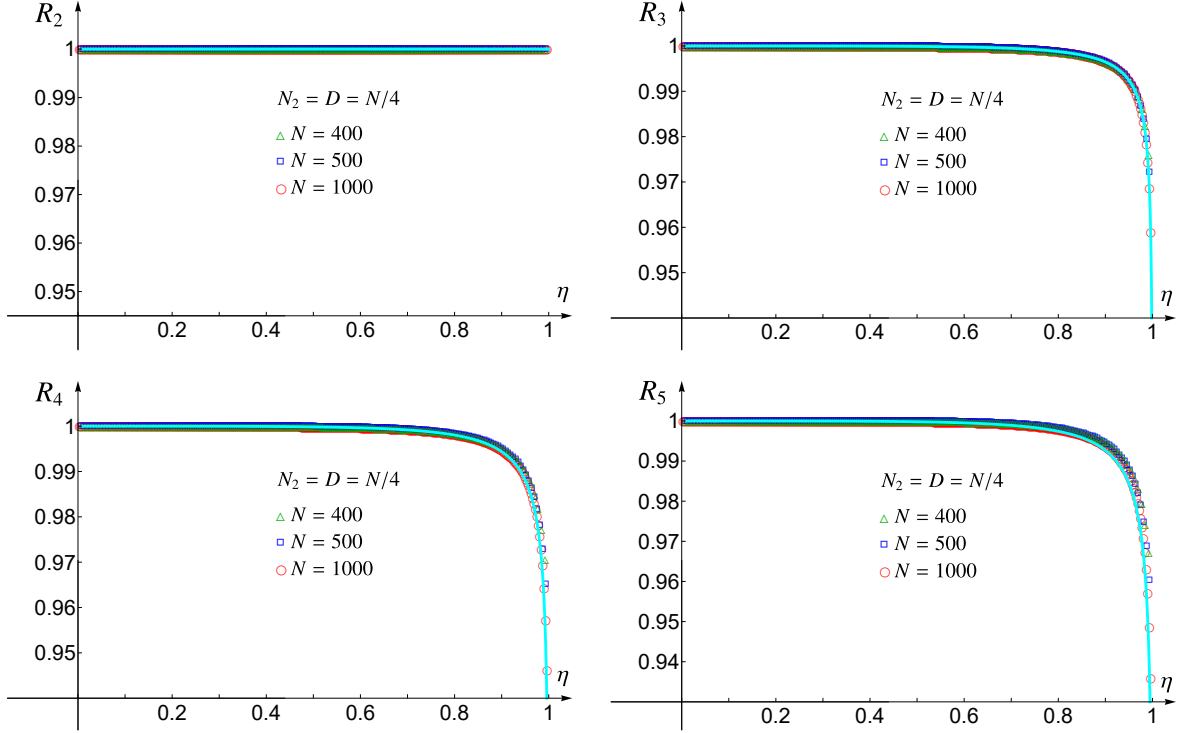 R₂
1
0.99
0.98
0.97
0.96
0.95
N₂ = D = N/4
N = 400
N = 500
N = 1000
η
0.2 0.4 0.6 0.8 1
R₃
1
0.99
0.98
0.97
0.96
0.95
N₂ = D = N/4
N = 400
N = 500
N = 1000
η
0.2 0.4 0.6 0.8 1
R₄
1
0.99
0.98
0.97
0.96
0.95
N₂ = D = N/4
N = 400
N = 500
N = 1000
η
0.2 0.4 0.6 0.8 1
R₅
1
0.99
0.98
0.97
0.96
0.95
0.94
N₂ = D = N/4
N = 400
N = 500
N = 1000
η
0.2 0.4 0.6 0.8 1